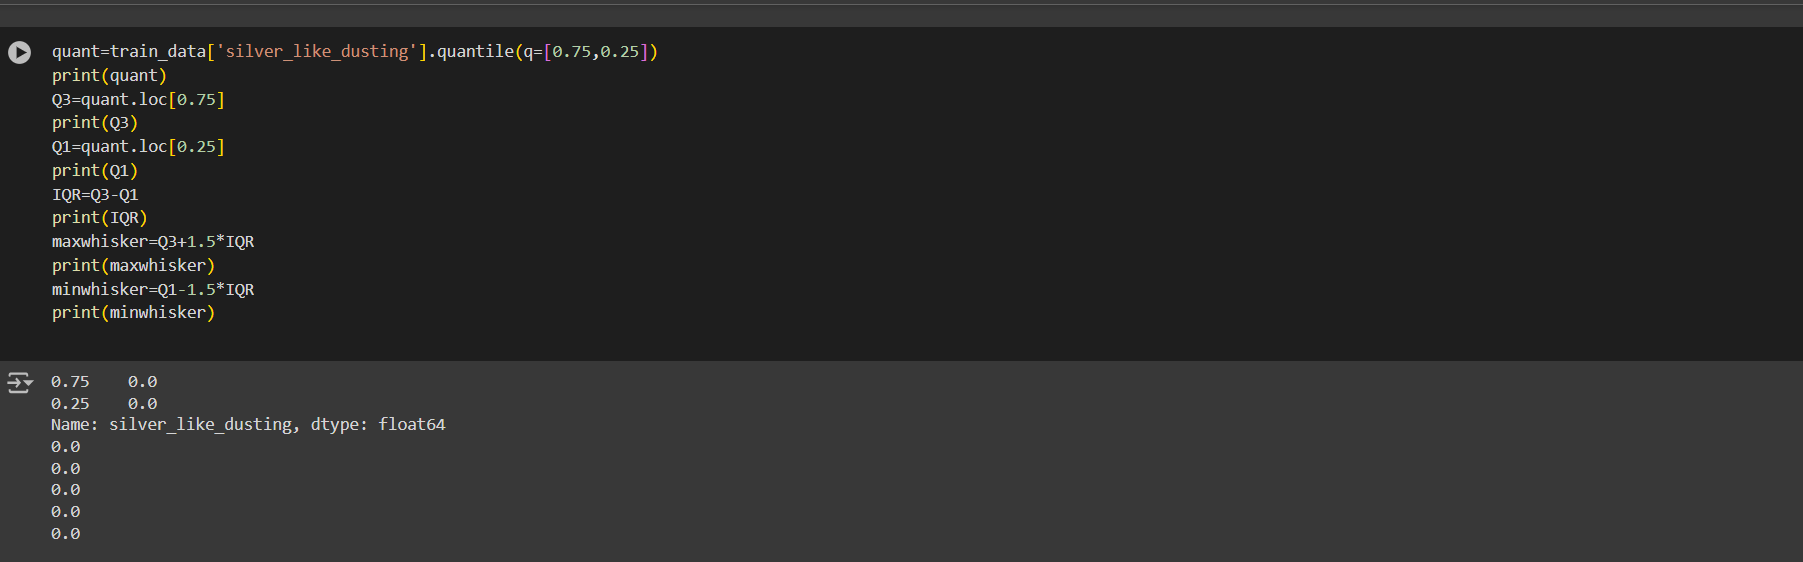 quant=train_data['silver_like_dusting'].quantile(q=[0.75,0.25])
print(quant)
Q3=quant.loc[0.75]
print(Q3)
Q1=quant.loc[0.25]
print(Q1)
IQR=Q3-Q1
print(IQR)
maxwhisker=Q3+1.5*IQR
print(maxwhisker)
minwhisker=Q1-1.5*IQR
print(minwhisker)
0.75    0.0
0.25    0.0
Name: silver_like_dusting, dtype: float64
0.0
0.0
0.0
0.0
0.0